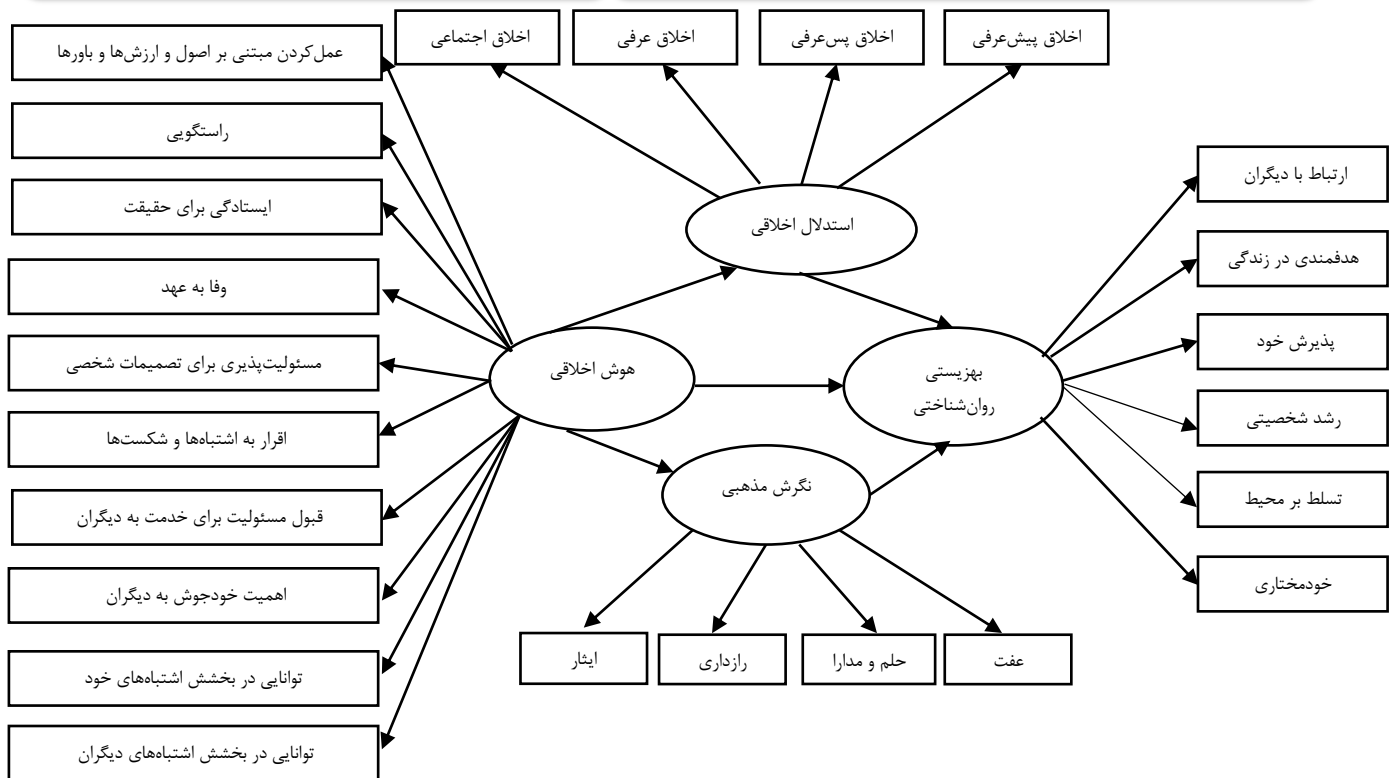 اخلاق پیش‌عرفی
اخلاق پس‌عرفی
اخلاق عرفی
اخلاق اجتماعی
عمل‌کردن مبتنی بر اصول و ارزش‌ها و باورها
راستگویی
ایستادگی برای حقیقت
وفا به عهد
مسئولیت‌پذیری برای تصمیمات شخصی
اقرار به اشتباه‌ها و شکست‌ها
قبول مسئولیت برای خدمت به دیگران
اهمیت خودجوش به دیگران
توانایی در بخشش اشتباه‌های خود
توانایی در بخشش اشتباه‌های دیگران
استدلال اخلاقی
هوش اخلاقی
بهزیستی
روان‌شناختی
نگرش مذهبی
ارتباط با دیگران
هدفمندی در زندگی
پذیرش خود
رشد شخصیتی
تسلط بر محیط
خودمختاری
عفت
حلم و مدارا
رازداری
ایثار